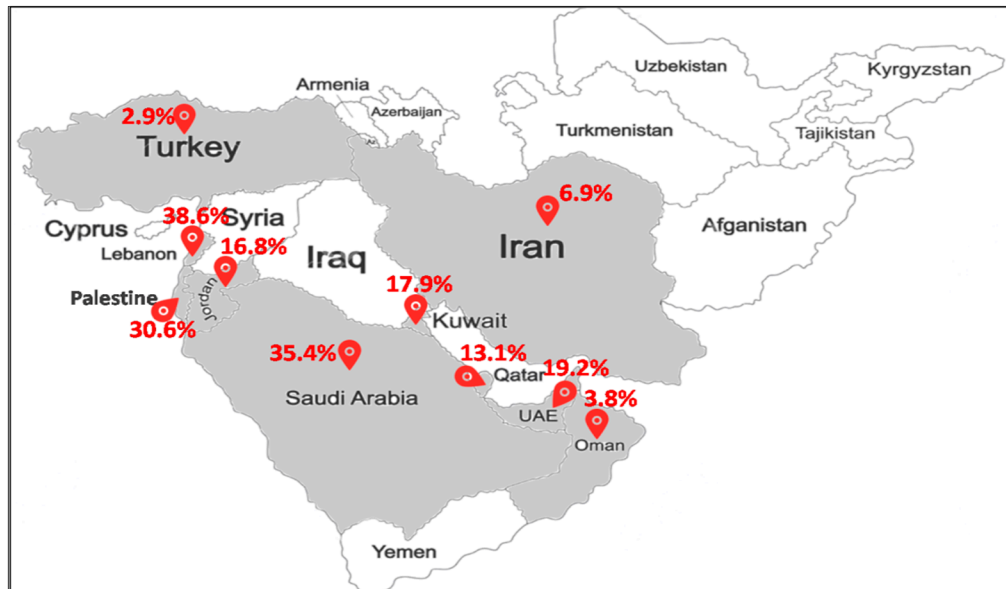 Uzbekistan
Kyrgyzstan
Armenia
Azerbaijan
2.9%
Turkey
Az
Turkmenistan
Tajikistan
6.9%
Iran
Afganistan
Cyprus
38.6%
Syria
Lebanon
16.8%
Iraq
Palestine
30.6%
Jordan
17.9%
Kuwait
35.4%
Saudi Arabia
13.1%
Qatar
19.2%
UAE
3.8%
Oman
Yemen